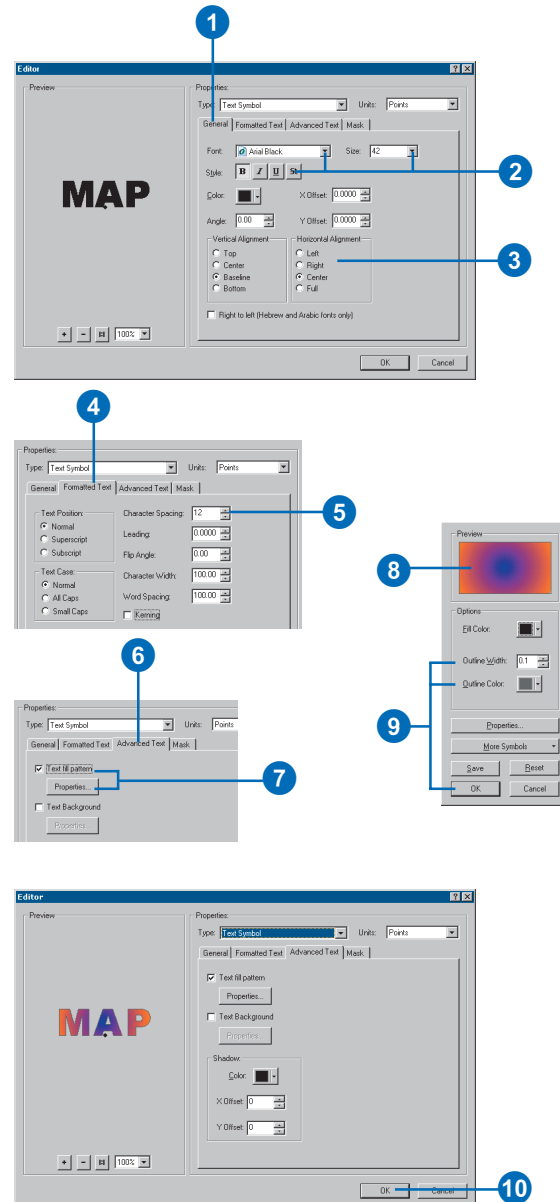 1
Editor
Preview
MAP
100%
Properties:
Type: Text Symbol Units: Points
General Formatted Text Advanced Text Mask
Font: Arial Black Size: 42
Style: B I U St
2
Color: X Offset: 0.0000
Angle: 0.00 Y Offset: 0.0000
Vertical Alignment
Top
Center
Baseline
Bottom
Horizontal Alignment
Left
Right
Center
Full
3
Right to left (Hebrew and Arabic fonts only)
OK Cancel
4
Properties:
Type: Text Symbol Units: Points
General Formatted Text Advanced Text Mask
Text Position:
Normal
Superscript
Subscript
Text Case:
Normal
All Caps
Small Caps
Character Spacing: 12
5
Leading: 0.0000
Flip Angle: 0.00
Character Width: 100.00
Word Spacing: 100.00
Kerning
6
Properties:
Type: Text Symbol Units: Points
General Formatted Text Advanced Text Mask
Text fill pattern
Properties...
7
Text Background
Properties...
Preview
8
Options
Fill Color:
Outline Width: 0.1
Outline Color:
9
Properties...
More Symbols
Save Reset
OK Cancel
Editor
Preview
MAP
100%
Properties:
Type: Text Symbol Units: Points
General Formatted Text Advanced Text Mask
Text fill pattern
Properties...
Text Background
Properties...
Shadow:
Color:
X Offset: 0
Y Offset: 0
OK Cancel
10